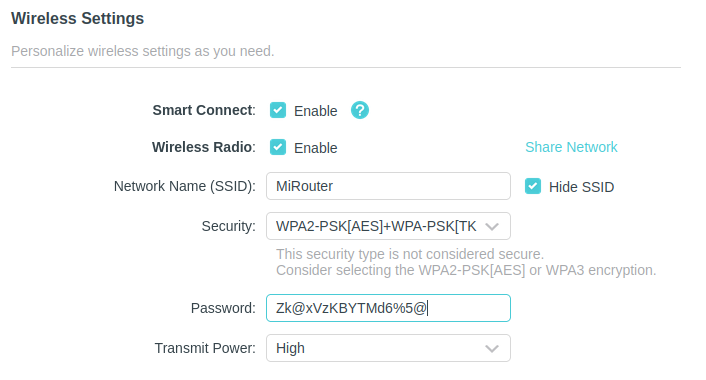 Wireless Settings
Personalize wireless settings as you need.
Smart Connect: Enable ?
Wireless Radio: Enable Share Network
Network Name (SSID): MiRouter Hide SSID
Security: WPA2-PSK[AES]+WPA-PSK[TK
This security type is not considered secure.
Consider selecting the WPA2-PSK[AES] or WPA3 encryption.
Password: Zk@xVzKBYTMd6%5@
Transmit Power: High